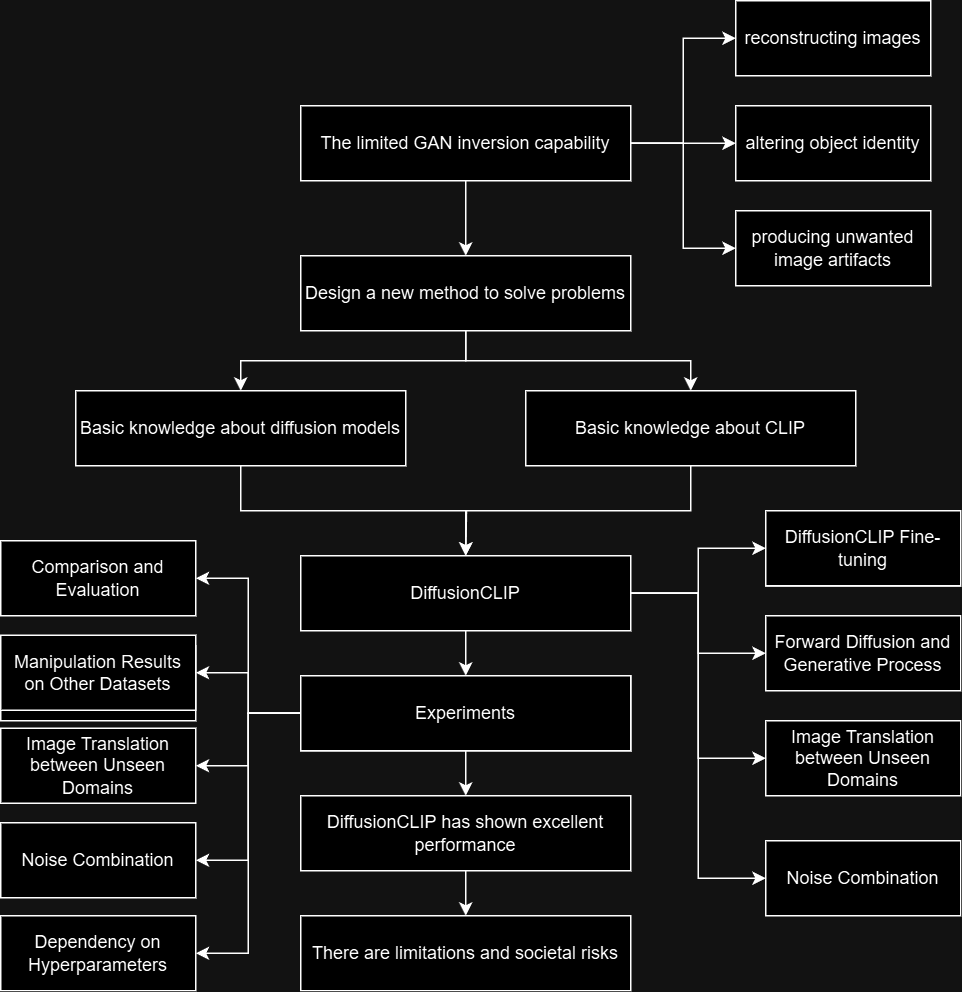 reconstructing images
The limited GAN inversion capability
altering object identity
producing unwanted
image artifacts
Design a new method to solve problems
Basic knowledge about diffusion models
Basic knowledge about CLIP
DiffusionCLIP
DiffusionCLIP Fine-
tuning
Forward Diffusion and
Generative Process
Image Translation
between Unseen
Domains
Noise Combination
Experiments
Comparison and
Evaluation
Manipulation Results
on Other Datasets
Image Translation
between Unseen
Domains
Noise Combination
Dependency on
Hyperparameters
DiffusionCLIP has shown excellent
performance
There are limitations and societal risks